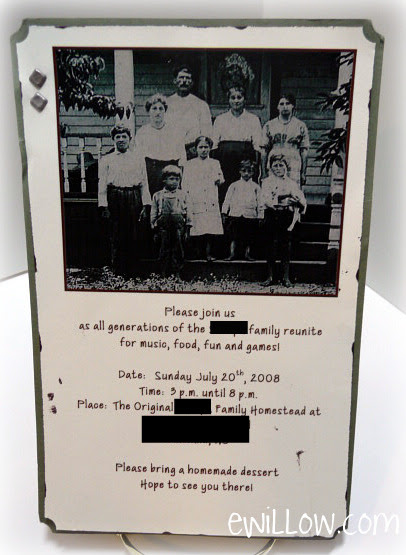 Please join us
as all generations of the family reunite
for music, food, fun and games!
Date: Sunday July 20th, 2008
Time: 3 p.m. until 8 p.m.
Place: The Original Family Homestead at
Please bring a homemade dessert
Hope to see you there!
ewillow.com